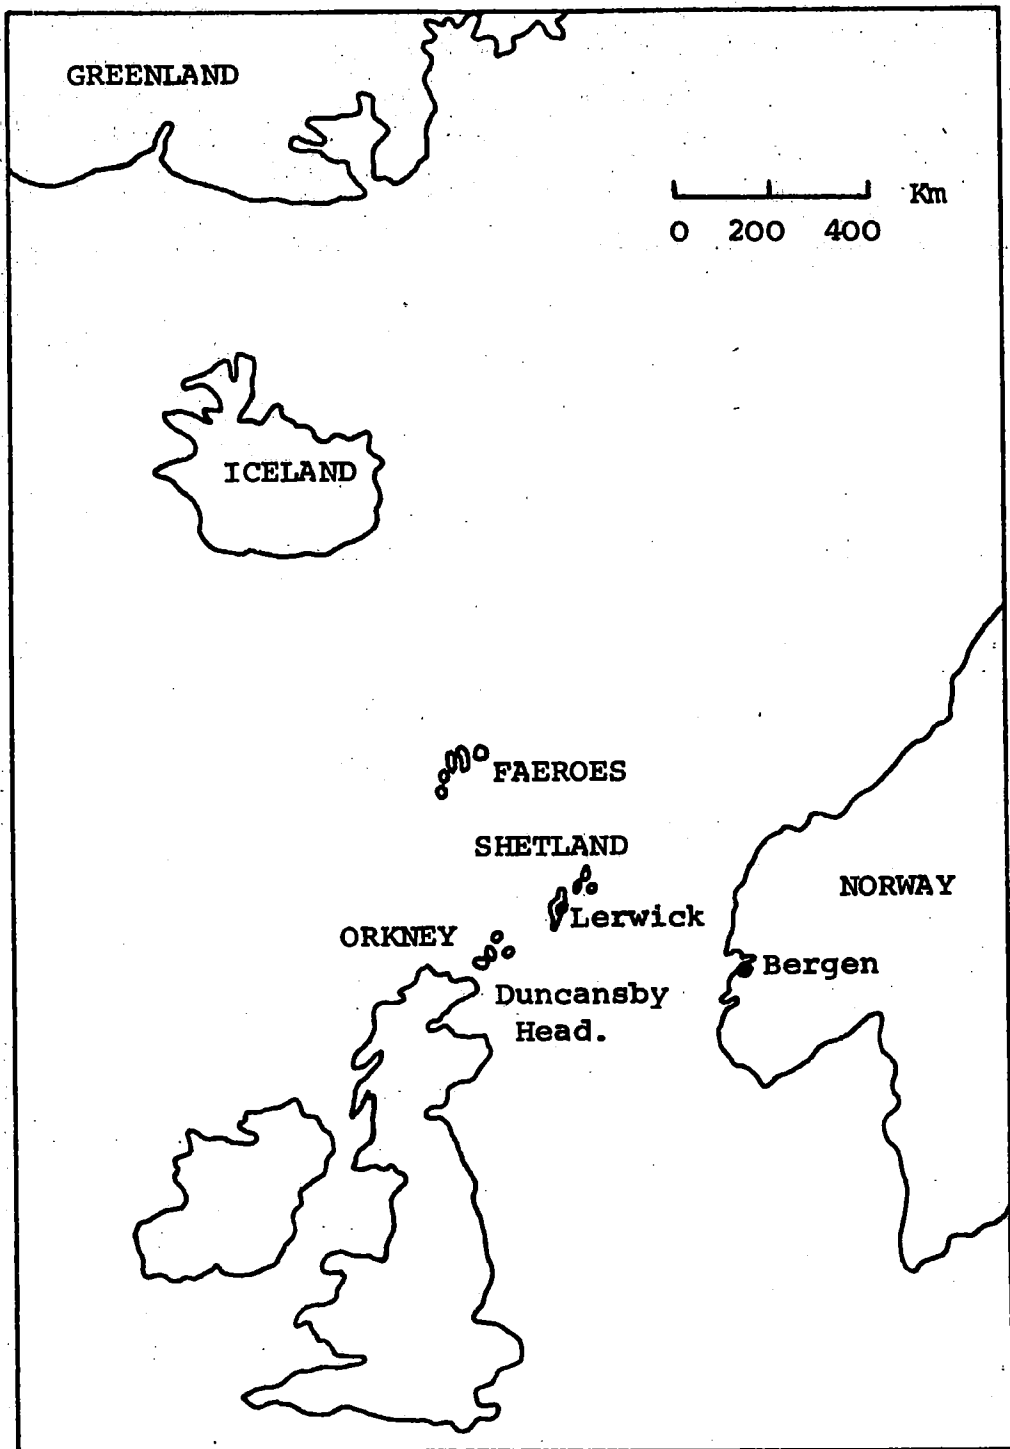 GREENLAND
Km
0 200 400
ICELAND
FAEROES
SHETLAND
NORWAY
Lerwick
ORKNEY
Bergen
Duncansby
Head.